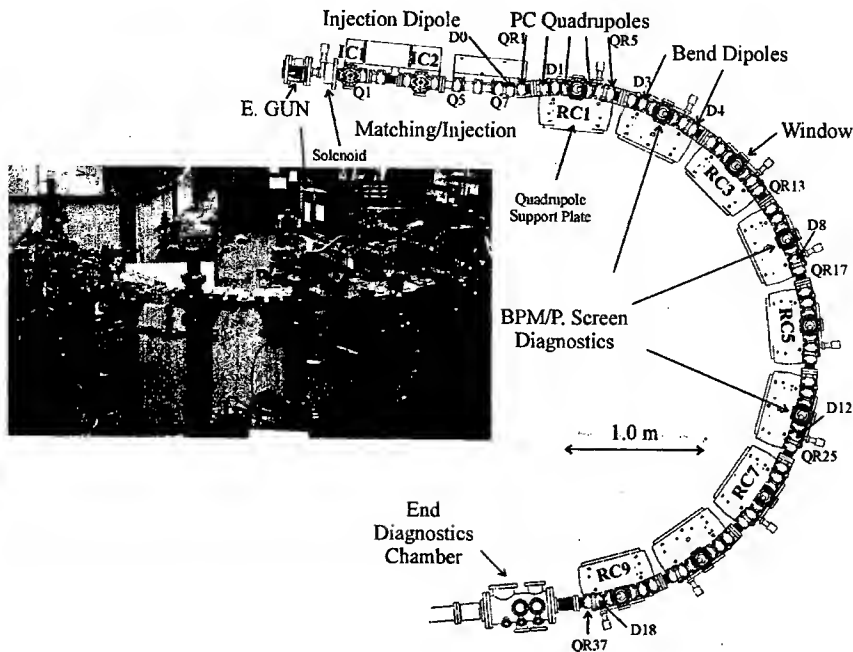 Injection Dipole
PC Quadrupoles
D0
QR1
QR5
IC1
IC2
D1
D3
Bend Dipoles
D4
Q1
Q5
Q7
E. GUN
Matching/Injection
RC1
Window
Solenoid
RC3
QR13
Quadrupole
Support Plate
D8
QR17
BPM/P. Screen
Diagnostics
RC5
D12
1.0 m
QR25
RC7
End
Diagnostics
Chamber
RC9
D18
QR37